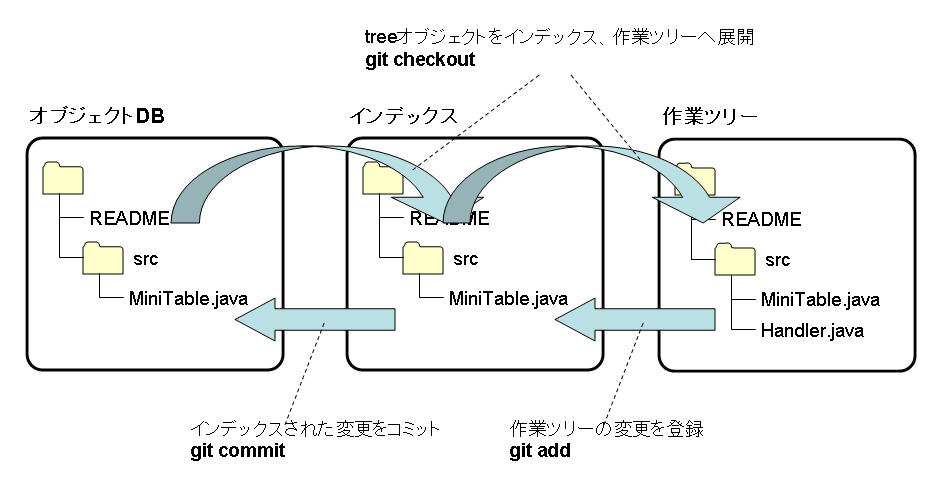 treeオブジェクトをインデックス、作業ツリーへ展開
git checkout
オブジェクトDB
インデックス
作業ツリー
README
src
MiniTable.java
README
src
MiniTable.java
README
src
MiniTable.java
Handler.java
インデックスされた変更をコミット
git commit
作業ツリーの変更を登録
git add